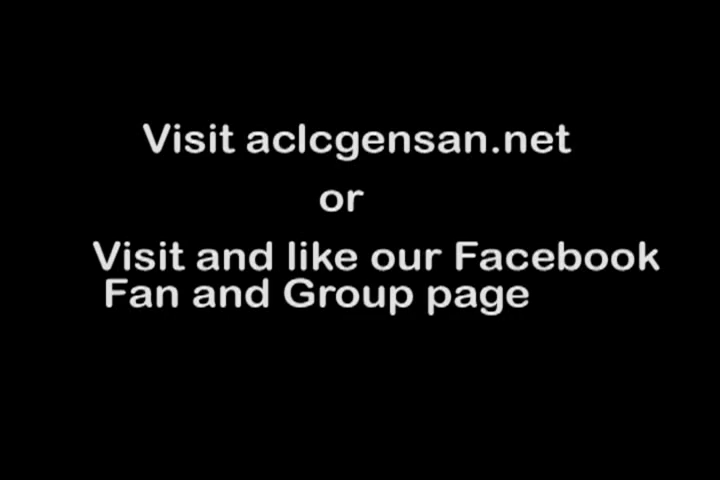 Visit aclcgensan.net
or
Visit and like our Facebook
Fan and Group page